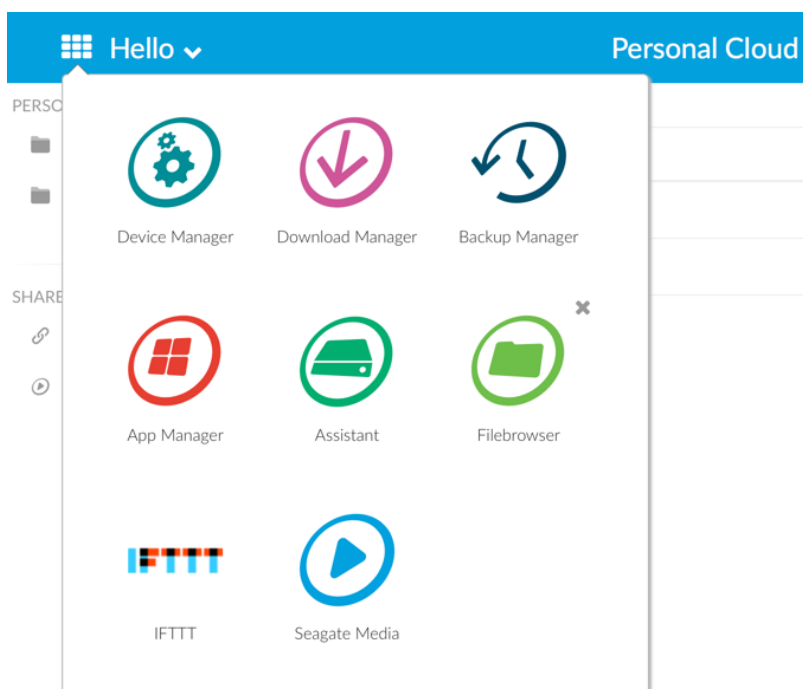 Hello
Personal Cloud
PERSO
Device Manager
Download Manager
Backup Manager
SHARE
App Manager
Assistant
Filebrowser
IFTTT
IFTTT
Seagate Media